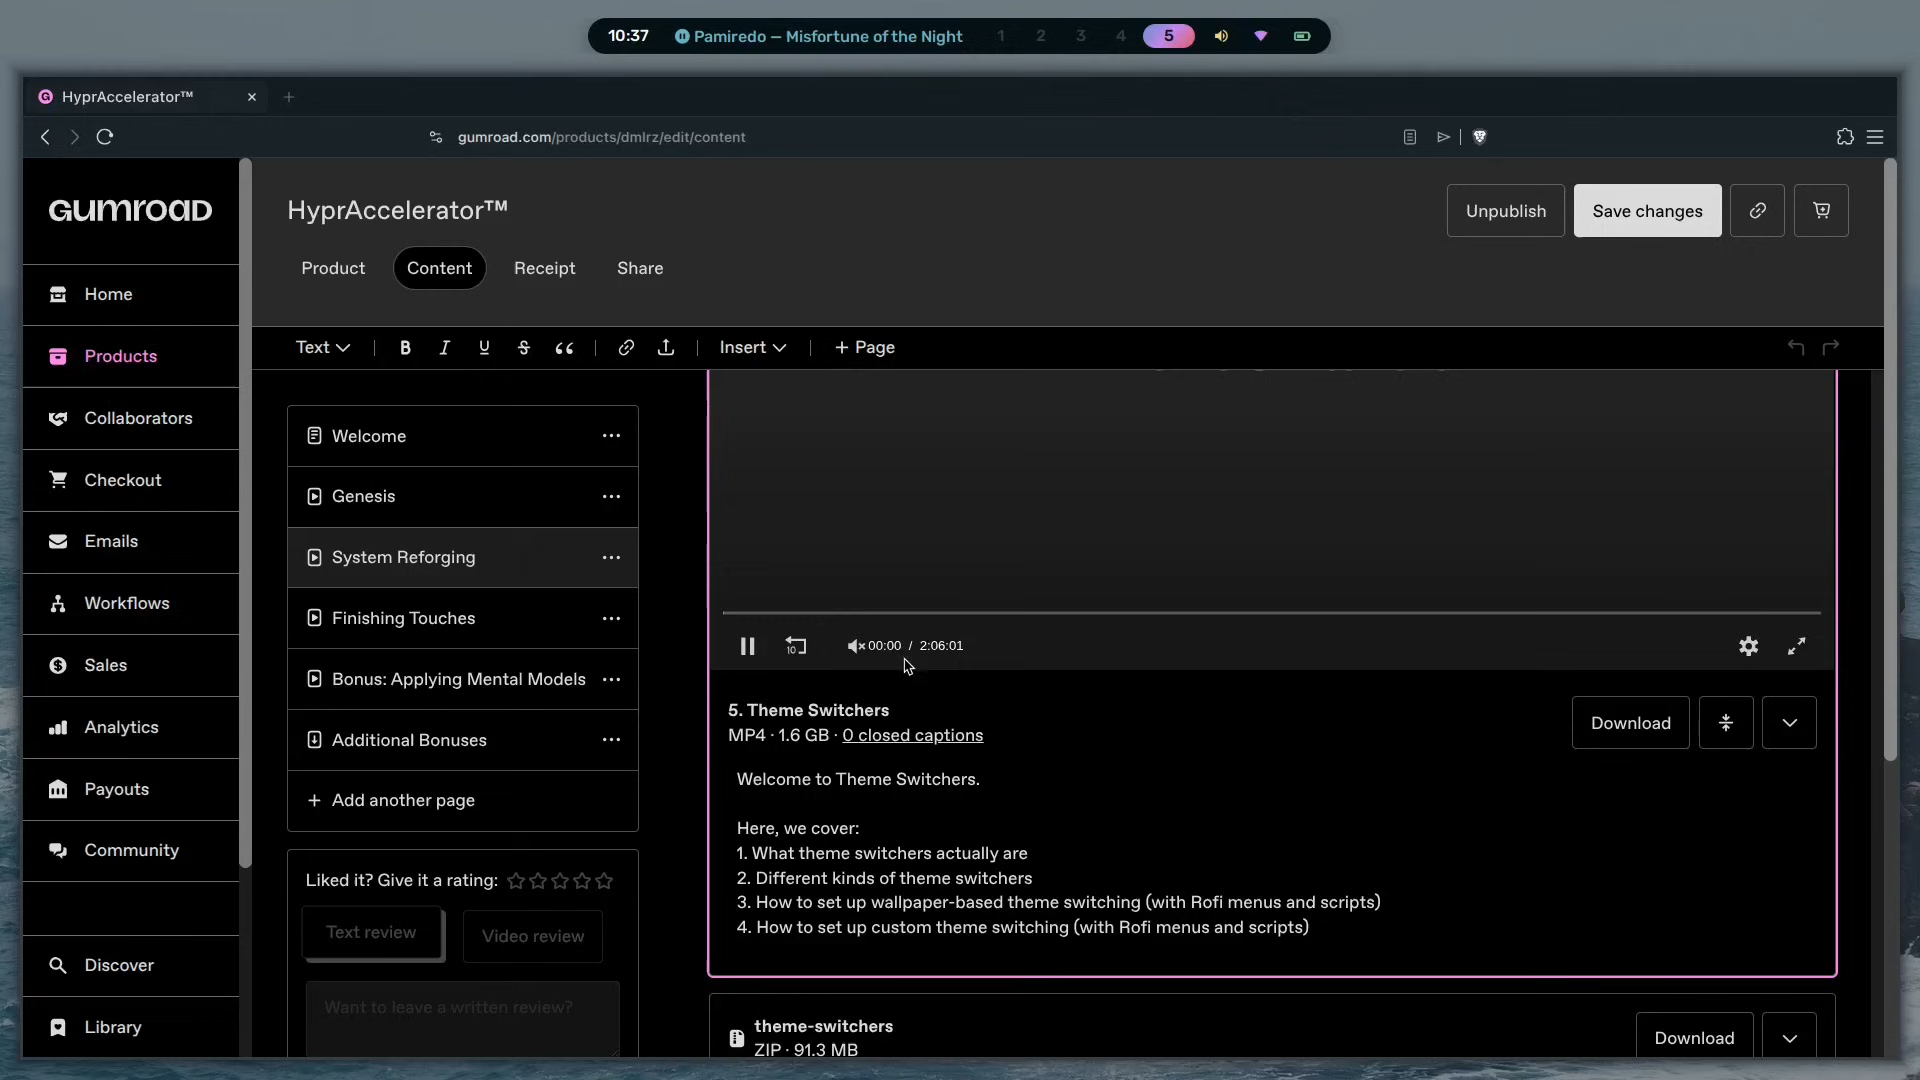 10:37
Pamiredo — Misfortune of the Night
1
2
3
4
5
HyprAccelerator™
gumroad.com/products/dmlrz/edit/content
GUMROAD
HyprAccelerator™
Unpublish
Save changes
Product
Content
Receipt
Share
Home
Products
Collaborators
Checkout
Emails
Workflows
Sales
Analytics
Payouts
Community
Discover
Library
Text
B
I
U
S
Insert
+ Page
Welcome
Genesis
System Reforging
Finishing Touches
Bonus: Applying Mental Models
Additional Bonuses
+ Add another page
Liked it? Give it a rating:
Text review
Video review
Want to leave a written review?
10
00:00 / 2:06:01
5. Theme Switchers
MP4 · 1.6 GB · 0 closed captions
Download
Welcome to Theme Switchers.
Here, we cover:
1. What theme switchers actually are
2. Different kinds of theme switchers
3. How to set up wallpaper-based theme switching (with Rofi menus and scripts)
4. How to set up custom theme switching (with Rofi menus and scripts)
theme-switchers
ZIP · 91.3 MB
Download